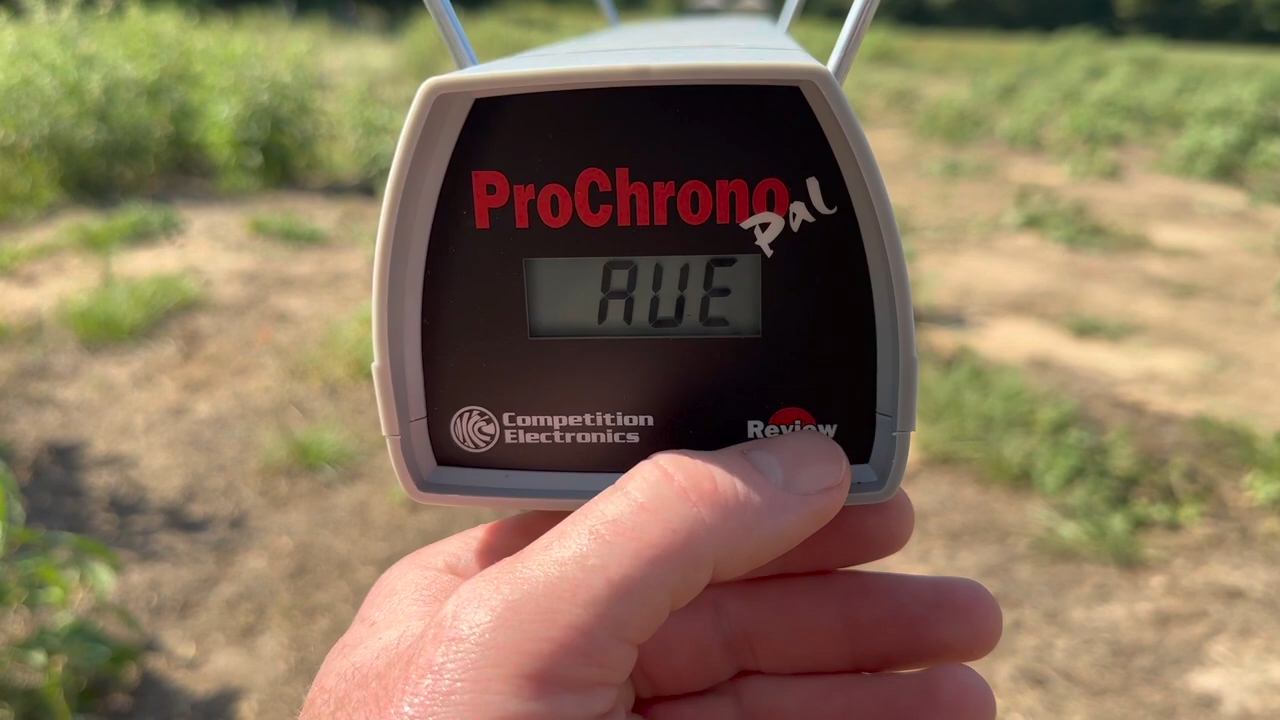 ProChrono
Pal
AVE
Competition
Electronics
Review